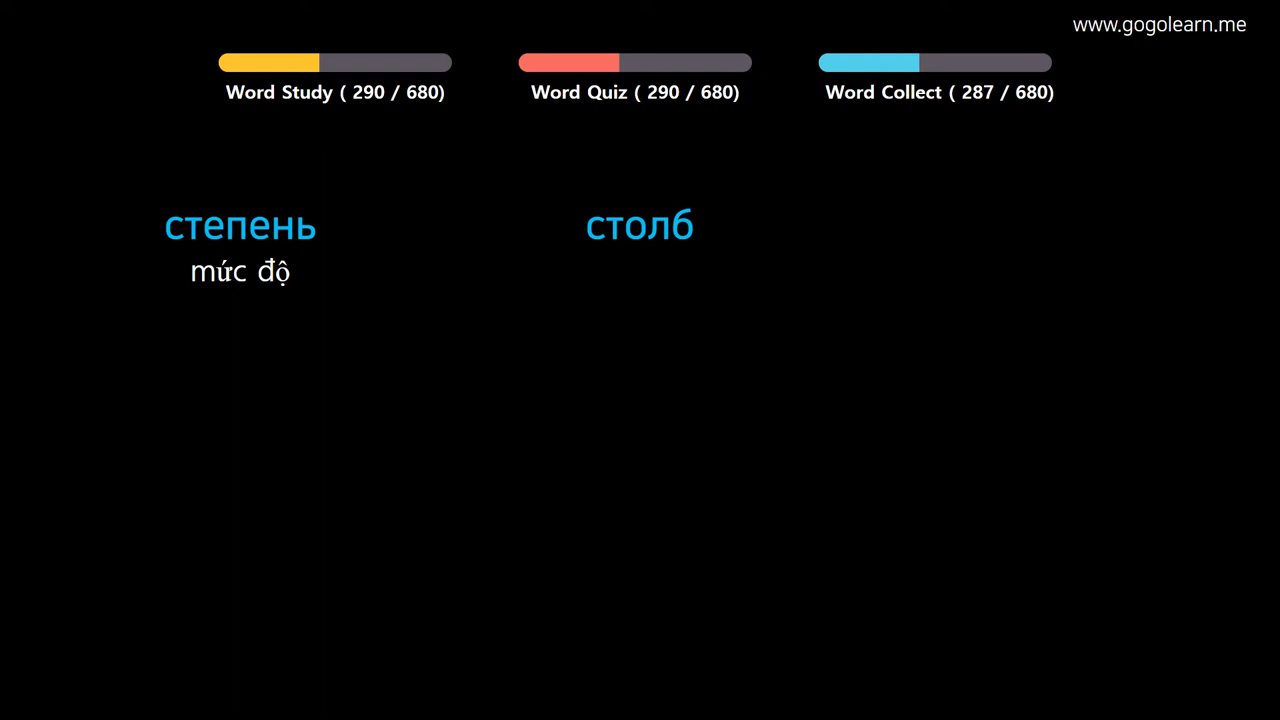 www.gogolearn.me
Word Study ( 290 / 680)
Word Quiz ( 290 / 680)
Word Collect ( 287 / 680)
степень
столб
mức độ